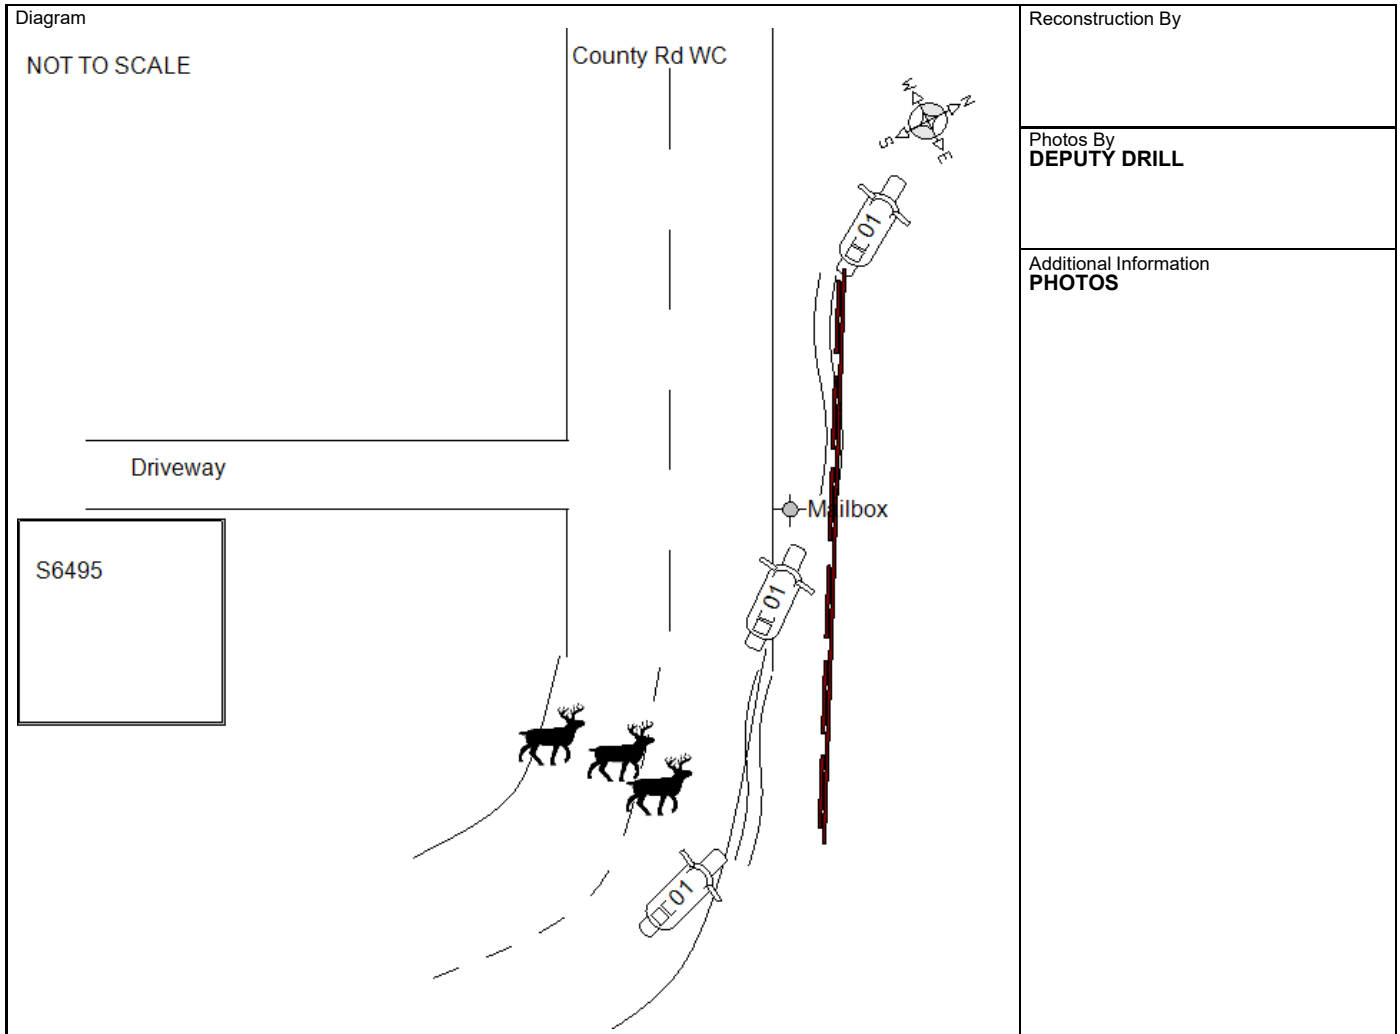 Diagram
NOT TO SCALE
County Rd WC
W
N
S
E
01
Driveway
Mailbox
S6495
01
01
Reconstruction By
Photos By
DEPUTY DRILL
Additional Information
PHOTOS